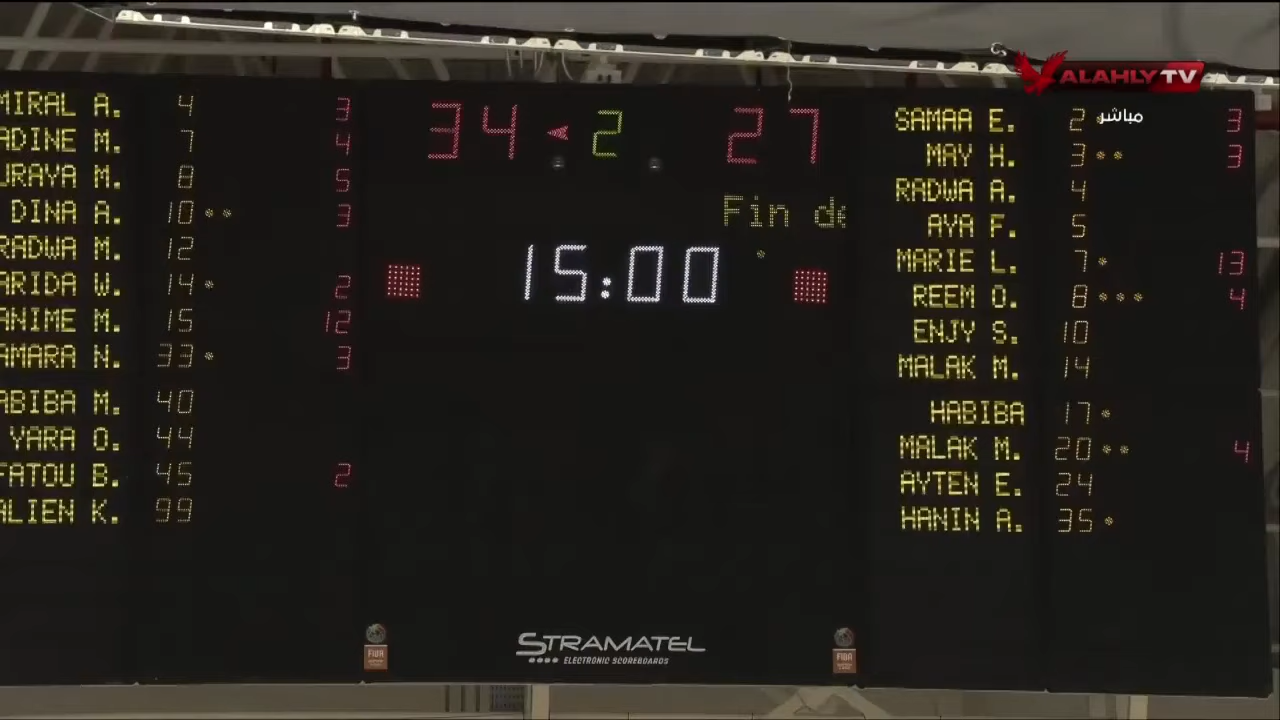 ALAHLY TV
مباشر
34 2 27
Fin de
15:00
MIRAL A. 4 3
ADINE M. 7 4
URAYA M. 8 5
DINA A. 10 3
RADWA M. 12
ARIDA W. 14 2
ANIME M. 15 12
AMARA N. 33 3
ABIBA M. 40
YARA O. 44
FATOU B. 45 2
ALIEN K. 99
SAMAA E. 2 3
MAY H. 3 3
RADWA A. 4
AYA F. 5
MARIE L. 7 13
REEM O. 8 4
ENJY S. 10
MALAK M. 14
HABIBA 17
MALAK M. 20 4
AYTEN E. 24
HANIN A. 35
STRAMATEL
ELECTRONIC SCOREBOARDS
FIBA
FIBA